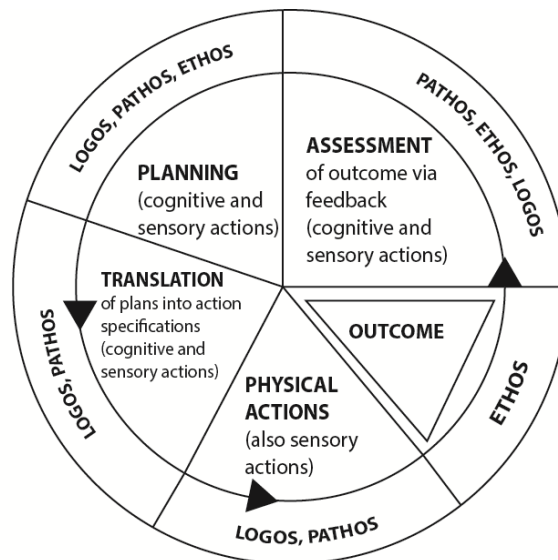 LOGOS, PATHOS, ETHOS
PATHOS, ETHOS, LOGOS
PLANNING
(cognitive and
sensory actions)
ASSESSMENT
of outcome via
feedback
(cognitive and
sensory actions)
TRANSLATION
of plans into action
specifications
(cognitive and
sensory actions)
OUTCOME
PHYSICAL
ACTIONS
(also sensory
actions)
LOGOS, PATHOS
LOGOS, PATHOS
ETHOS